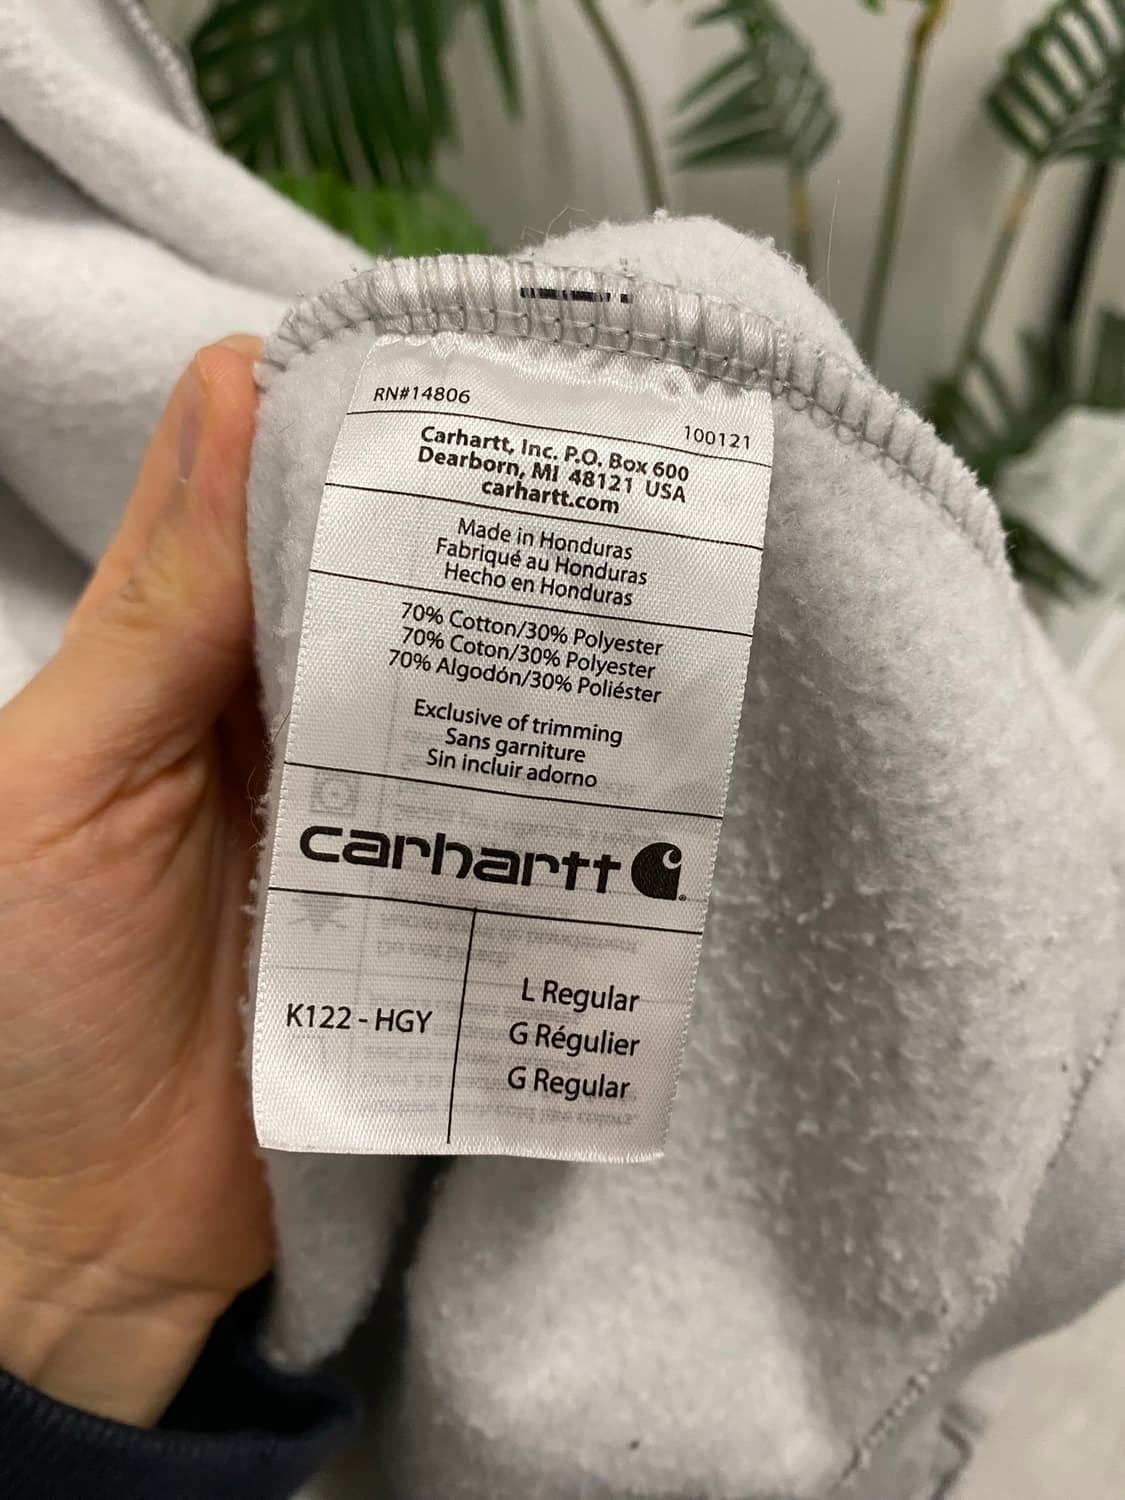 RN#14806
100121
Carhartt, Inc. P.O. Box 600
Dearborn, MI 48121 USA
carhartt.com
Made in Honduras
Fabriqué au Honduras
Hecho en Honduras
70% Cotton/30% Polyester
70% Coton/30% Polyester
70% Algodón/30% Poliéster
Exclusive of trimming
Sans garniture
Sin incluir adorno
carhartt
K122 - HGY
L Regular
G Régulier
G Regular